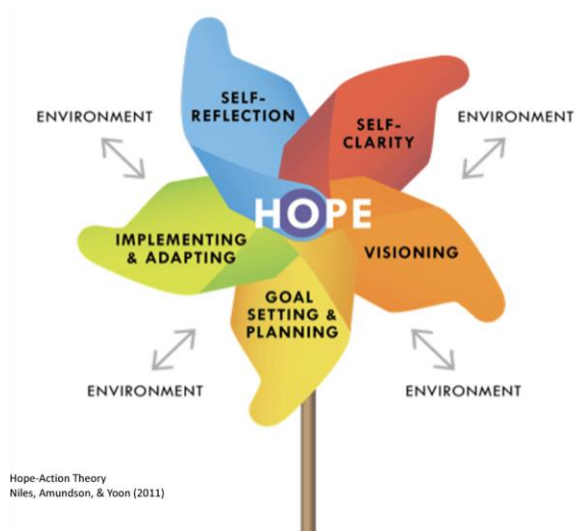 SELF-
REFLECTION
SELF-
CLARITY
ENVIRONMENT
ENVIRONMENT
HOPE
IMPLEMENTING
& ADAPTING
VISIONING
GOAL
SETTING &
PLANNING
ENVIRONMENT
ENVIRONMENT
Hope-Action Theory
Niles, Amundson, & Yoon (2011)